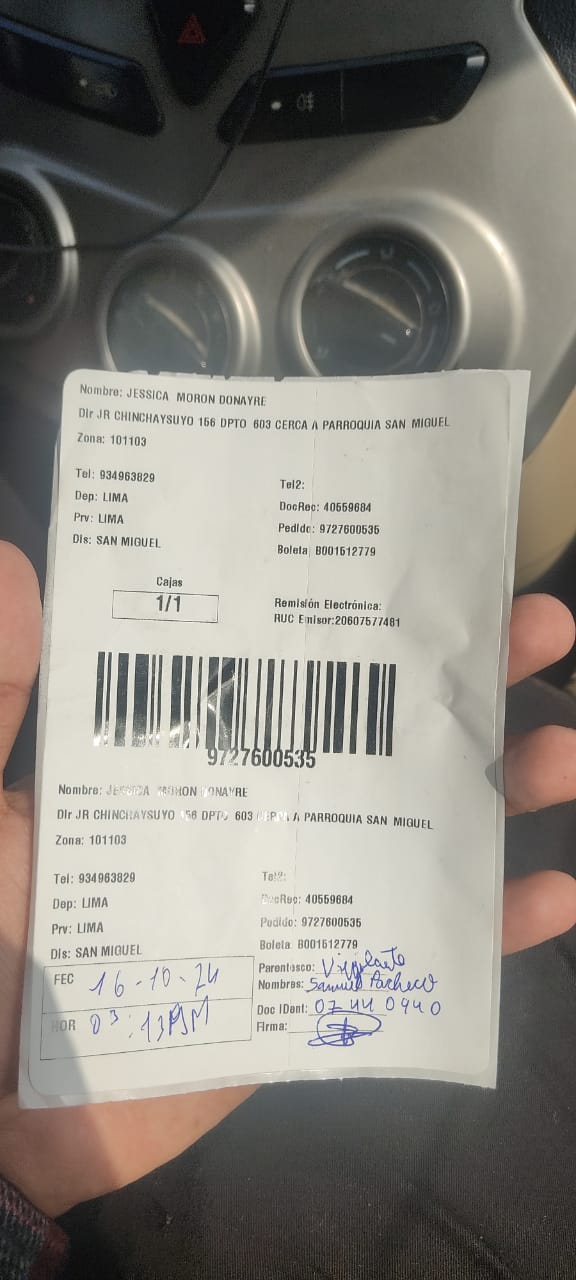 Nombre: JESSICA MORON DONAYRE
Dir JR CHINCHAYSUYO 156 DPTO 603 CERCA A PARROQUIA SAN MIGUEL
Zona: 101103
Tel: 934963829 Tel2:
Dep: LIMA DocRec: 40559684
Prv: LIMA Pedido: 9727600535
Dis: SAN MIGUEL Boleta B001512779
Cajas
1/1
Remisión Electrónica:
RUC Emisor:20607577481
9727600535
Nombre: JESSICA MORON DONAYRE
Dir JR CHINCHAYSUYO 156 DPTO 603 CERCA A PARROQUIA SAN MIGUEL
Zona: 101103
Tel: 934963829 Tel2:
Dep: LIMA DocRec: 40559684
Prv: LIMA Pedido: 9727600535
Dis: SAN MIGUEL Boleta B001512779
FEC 16-10-24
HOR 03:13PM
Parentesco: Vigilante
Nombres: Samuel Pacheco
Doc IDent: 07440940
Firma: